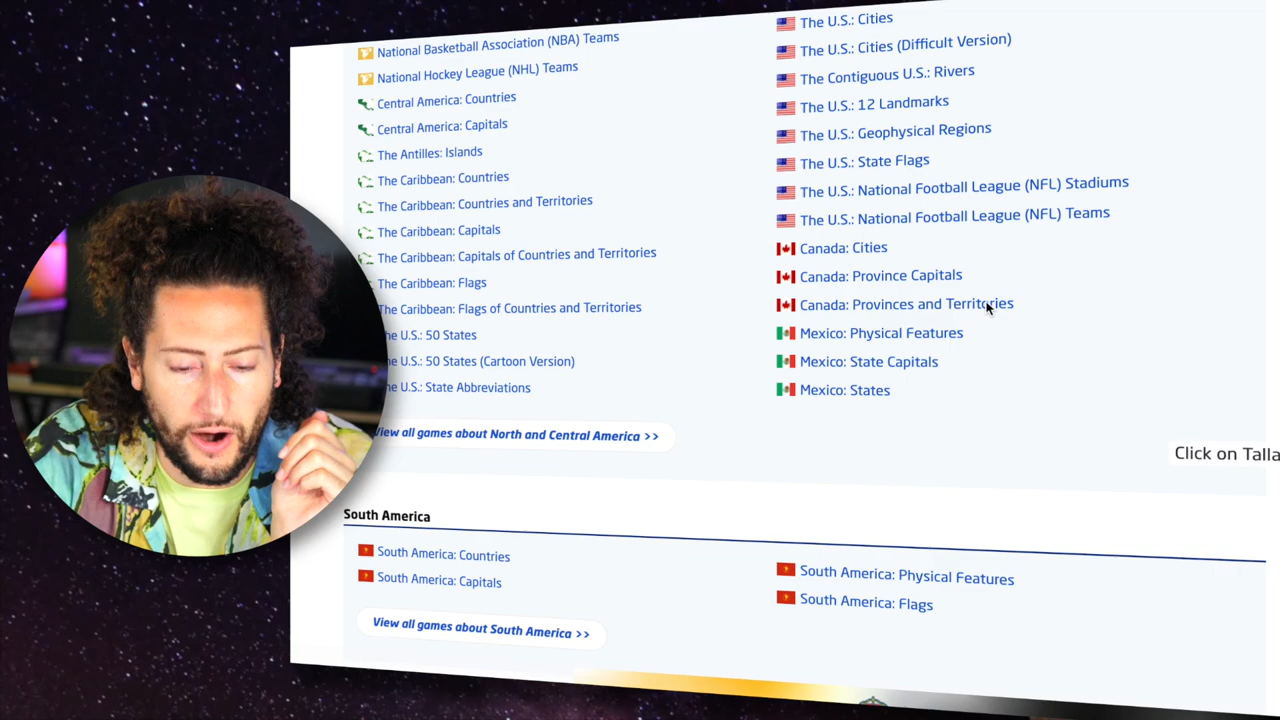 National Basketball Association (NBA) Teams
National Hockey League (NHL) Teams
Central America: Countries
Central America: Capitals
The Antilles: Islands
The Caribbean: Countries
The Caribbean: Countries and Territories
The Caribbean: Capitals
The Caribbean: Capitals of Countries and Territories
The Caribbean: Flags
The Caribbean: Flags of Countries and Territories
e U.S.: 50 States
e U.S.: 50 States (Cartoon Version)
e U.S.: State Abbreviations
View all games about North and Central America >>
The U.S.: Cities
The U.S.: Cities (Difficult Version)
The Contiguous U.S.: Rivers
The U.S.: 12 Landmarks
The U.S.: Geophysical Regions
The U.S.: State Flags
The U.S.: National Football League (NFL) Stadiums
The U.S.: National Football League (NFL) Teams
Canada: Cities
Canada: Province Capitals
Canada: Provinces and Territories
Mexico: Physical Features
Mexico: State Capitals
Mexico: States
Click on Talla
South America
South America: Countries
South America: Capitals
South America: Physical Features
South America: Flags
View all games about South America >>